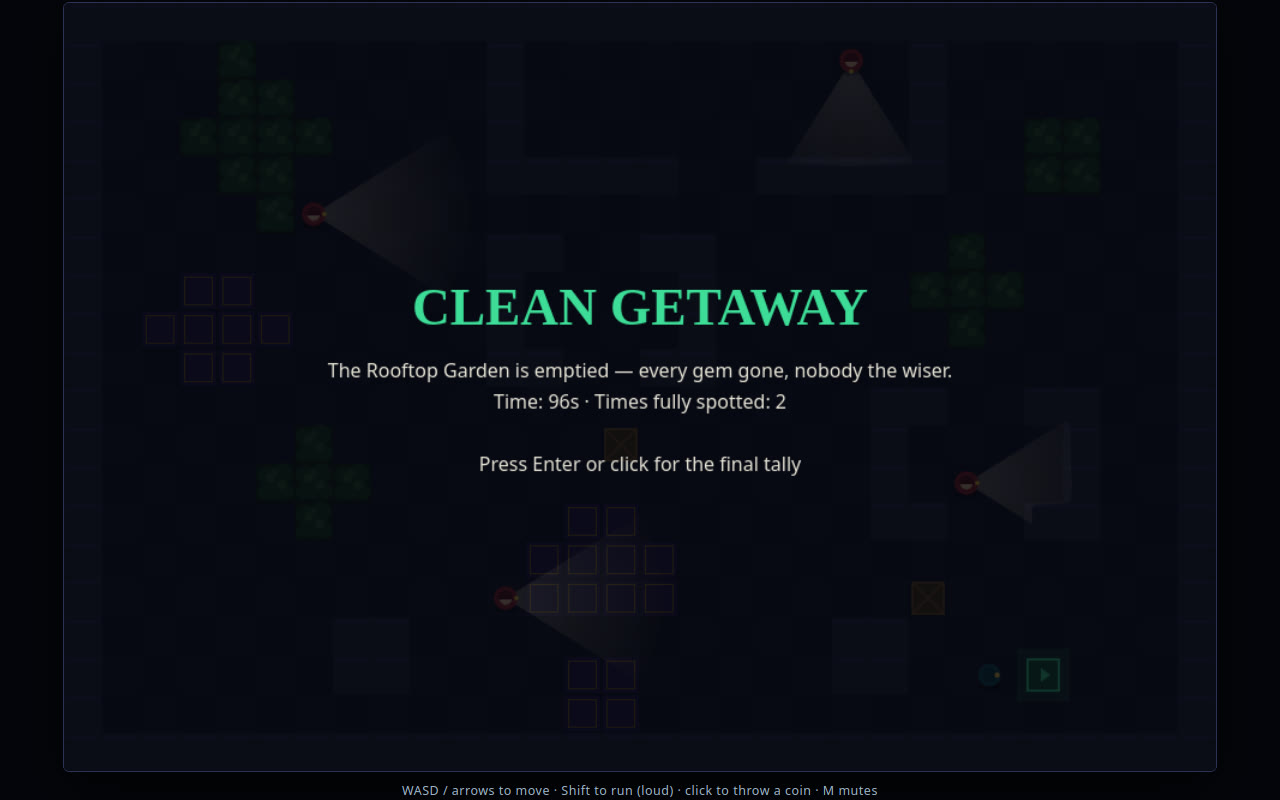 CLEAN GETAWAY
The Rooftop Garden is emptied — every gem gone, nobody the wiser.
Time: 96s · Times fully spotted: 2
Press Enter or click for the final tally
WASD / arrows to move · Shift to run (loud) · click to throw a coin · M mutes